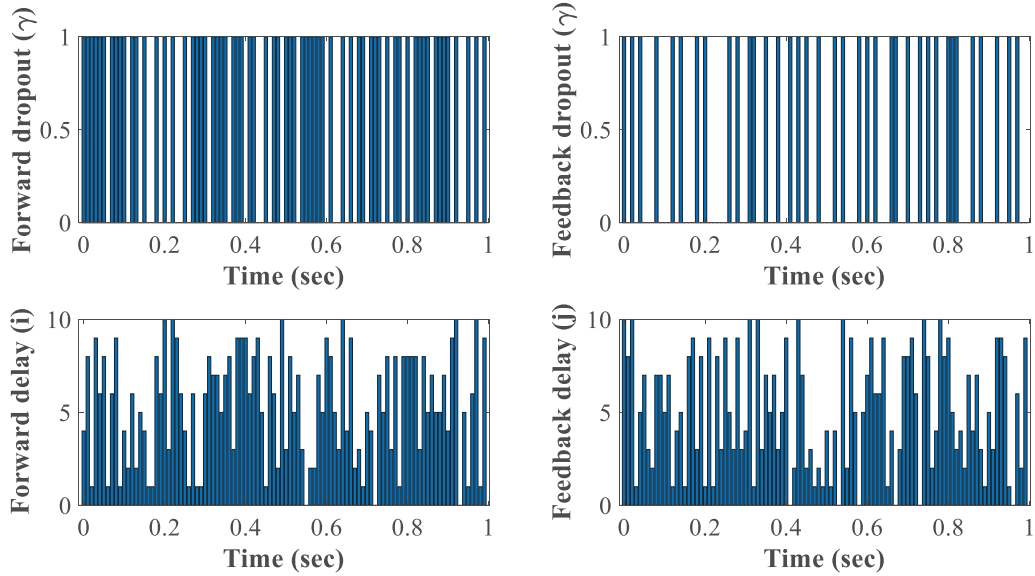 Forward dropout (γ)
1
0.5
0
0 0.2 0.4 0.6 0.8 1
Time (sec)
Feedback dropout (γ)
1
0.5
0
0 0.2 0.4 0.6 0.8 1
Time (sec)
Forward delay (i)
10
5
0
0 0.2 0.4 0.6 0.8 1
Time (sec)
Feedback delay (j)
10
5
0
0 0.2 0.4 0.6 0.8 1
Time (sec)